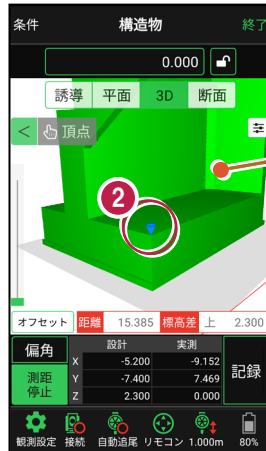 条件 構造物 終了
0.000
誘導 平面 3D 断面
< 頂点
2
オフセット 距離 15.385 標高差 上 2.300
偏角 設計 実測
X -5.200 -9.152
測距 Y -7.400 7.469 記録
停止 Z 2.300 0.000
観測設定 接続 自動追尾 リモコン 1.000m 80%